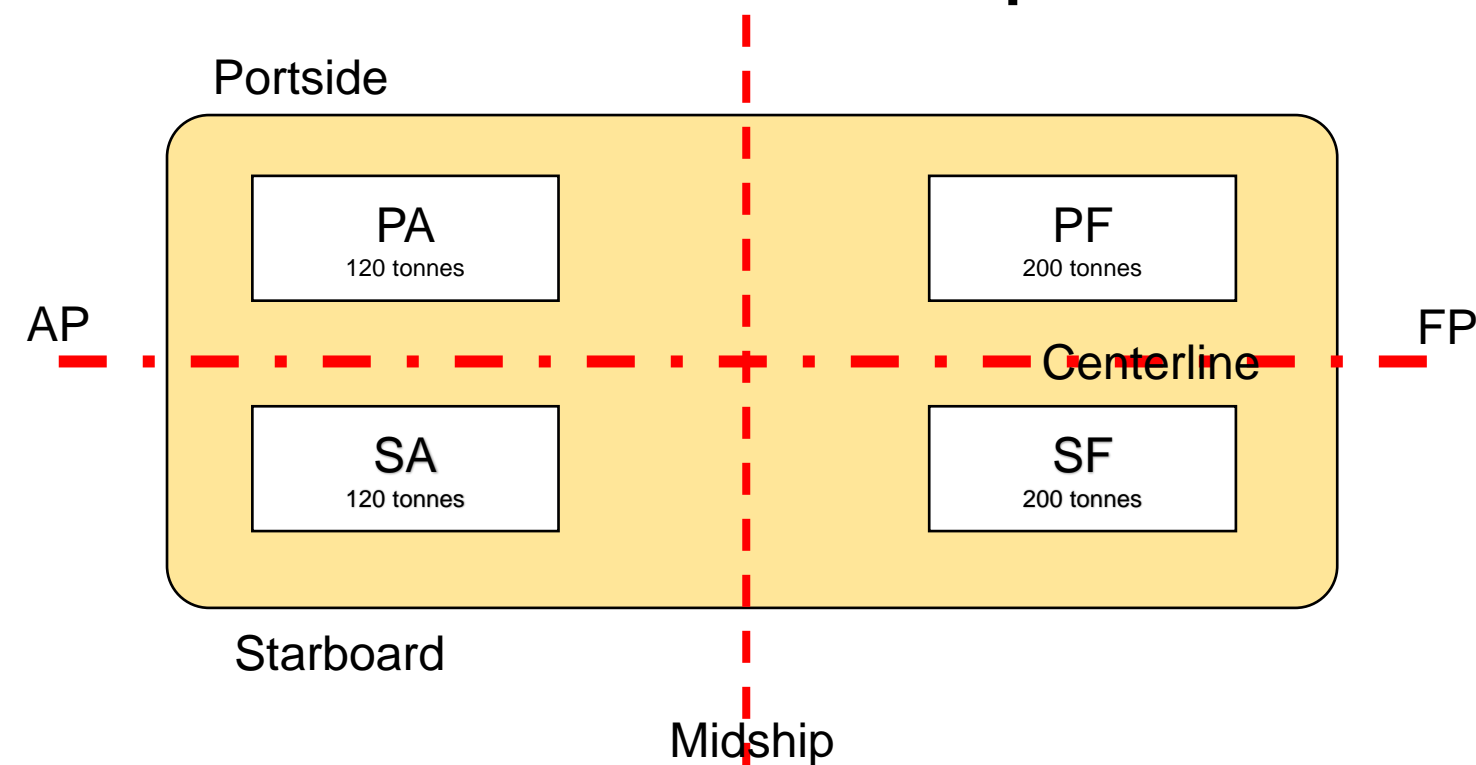 Portside
PA
120 tonnes
PF
200 tonnes
AP
FP
Centerline
SA
120 tonnes
SF
200 tonnes
Starboard
Midship